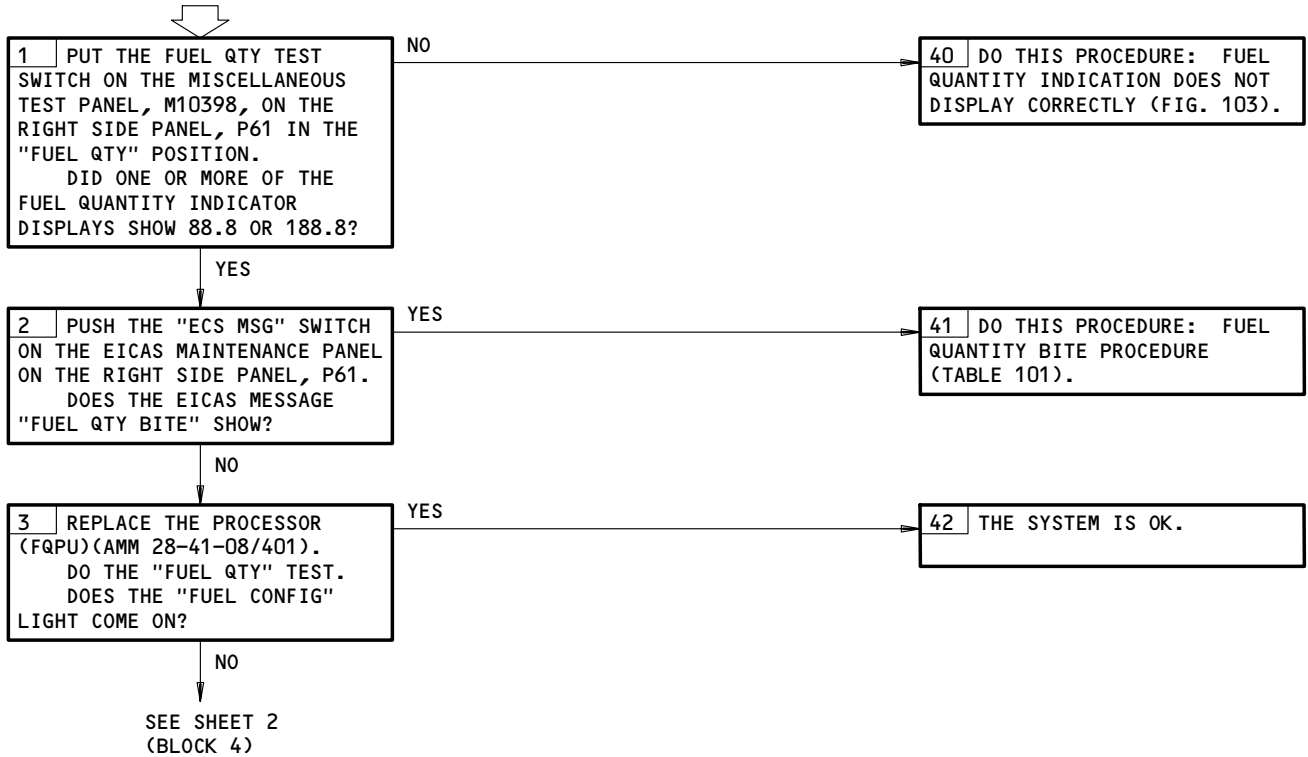 1 PUT THE FUEL QTY TEST
SWITCH ON THE MISCELLANEOUS
TEST PANEL, M10398, ON THE
RIGHT SIDE PANEL, P61 IN THE
"FUEL QTY" POSITION.
DID ONE OR MORE OF THE
FUEL QUANTITY INDICATOR
DISPLAYS SHOW 88.8 OR 188.8?
NO
40 DO THIS PROCEDURE: FUEL
QUANTITY INDICATION DOES NOT
DISPLAY CORRECTLY (FIG. 103).
YES
2 PUSH THE "ECS MSG" SWITCH
ON THE EICAS MAINTENANCE PANEL
ON THE RIGHT SIDE PANEL, P61.
DOES THE EICAS MESSAGE
"FUEL QTY BITE" SHOW?
YES
41 DO THIS PROCEDURE: FUEL
QUANTITY BITE PROCEDURE
(TABLE 101).
NO
3 REPLACE THE PROCESSOR
(FQPU)(AMM 28-41-08/401).
DO THE "FUEL QTY" TEST.
DOES THE "FUEL CONFIG"
LIGHT COME ON?
YES
42 THE SYSTEM IS OK.
NO
SEE SHEET 2
(BLOCK 4)